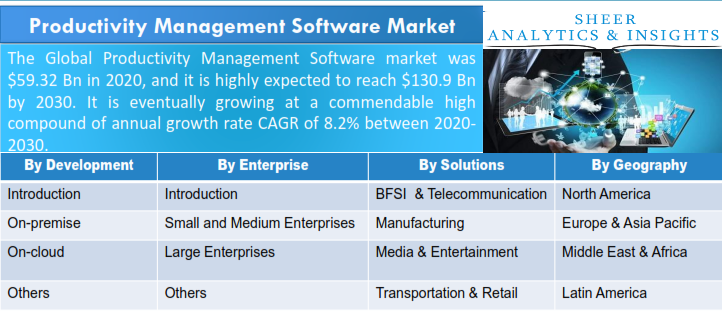 Productivity Management Software Market
SHEER
ANALYTICS & INSIGHTS
The Global Productivity Management Software market was
$59.32 Bn in 2020, and it is highly expected to reach $130.9 Bn
by 2030. It is eventually growing at a commendable high
compound of annual growth rate CAGR of 8.2% between 2020-
2030.
By Development By Enterprise By Solutions By Geography
Introduction Introduction BFSI & Telecommunication North America
On-premise Small and Medium Enterprises Manufacturing Europe & Asia Pacific
On-cloud Large Enterprises Media & Entertainment Middle East & Africa
Others Others Transportation & Retail Latin America